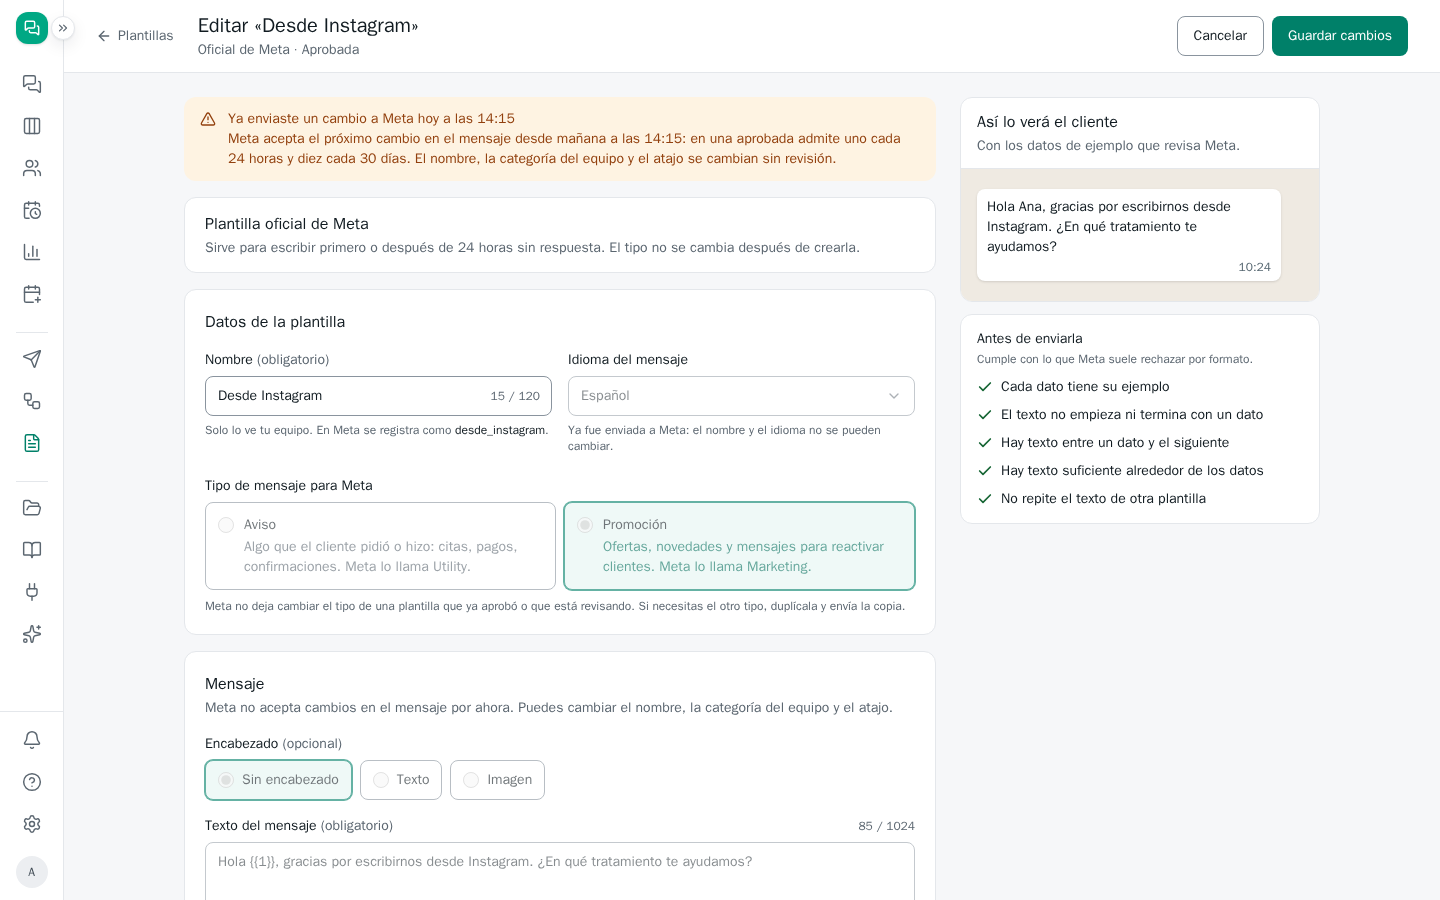 Plantillas
Editar «Desde Instagram»
Oficial de Meta · Aprobada
Cancelar
Guardar cambios
Ya enviaste un cambio a Meta hoy a las 14:15
Meta acepta el próximo cambio en el mensaje desde mañana a las 14:15: en una aprobada admite uno cada
24 horas y diez cada 30 días. El nombre, la categoría del equipo y el atajo se cambian sin revisión.
Plantilla oficial de Meta
Sirve para escribir primero o después de 24 horas sin respuesta. El tipo no se cambia después de crearla.
Datos de la plantilla
Nombre (obligatorio)
Desde Instagram
15 / 120
Solo lo ve tu equipo. En Meta se registra como desde_instagram.
Idioma del mensaje
Español
Ya fue enviada a Meta: el nombre y el idioma no se pueden
cambiar.
Tipo de mensaje para Meta
Aviso
Algo que el cliente pidió o hizo: citas, pagos,
confirmaciones. Meta lo llama Utility.
Promoción
Ofertas, novedades y mensajes para reactivar
clientes. Meta lo llama Marketing.
Meta no deja cambiar el tipo de una plantilla que ya aprobó o que está revisando. Si necesitas el otro tipo, duplícala y envía la copia.
Mensaje
Meta no acepta cambios en el mensaje por ahora. Puedes cambiar el nombre, la categoría del equipo y el atajo.
Encabezado (opcional)
Sin encabezado
Texto
Imagen
Texto del mensaje (obligatorio)
85 / 1024
Hola {{1}}, gracias por escribirnos desde Instagram. ¿En qué tratamiento te ayudamos?
Así lo verá el cliente
Con los datos de ejemplo que revisa Meta.
Hola Ana, gracias por escribirnos desde
Instagram. ¿En qué tratamiento te
ayudamos?
10:24
Antes de enviarla
Cumple con lo que Meta suele rechazar por formato.
Cada dato tiene su ejemplo
El texto no empieza ni termina con un dato
Hay texto entre un dato y el siguiente
Hay texto suficiente alrededor de los datos
No repite el texto de otra plantilla
A